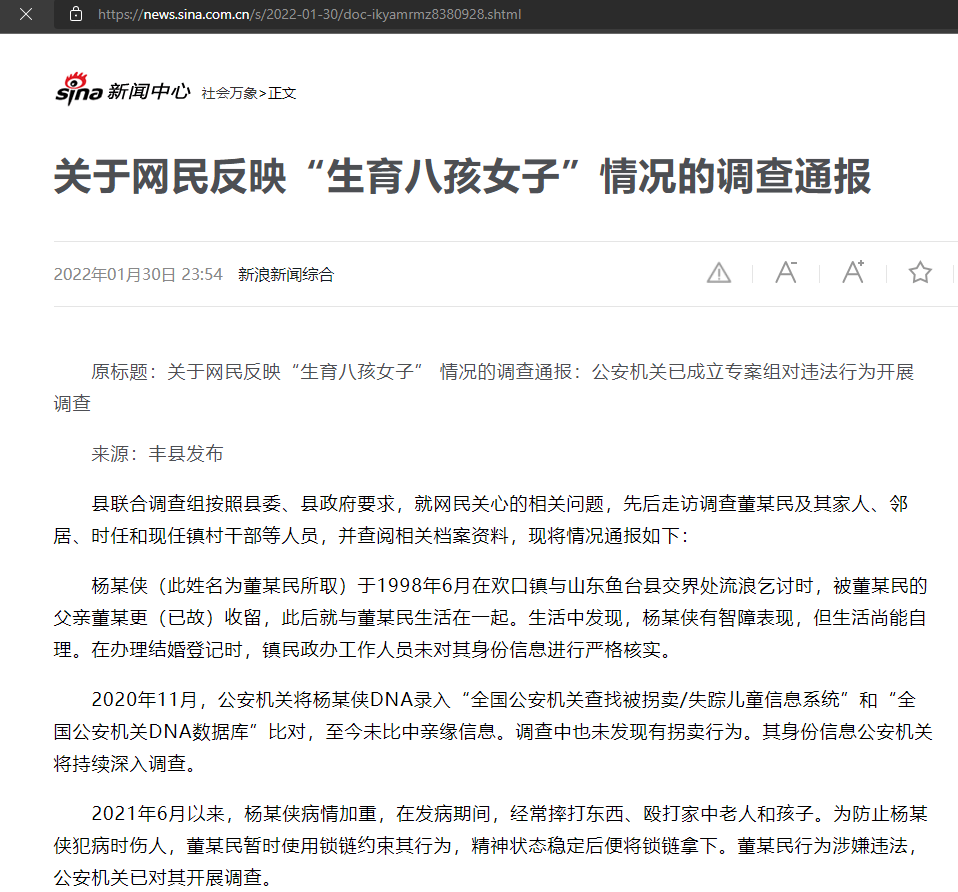 https://news.sina.com.cn/s/2022-01-30/doc-ikyamrmz8380928.shtml
sina 新闻中心 社会万象>正文
关于网民反映“生育八孩女子”情况的调查通报
2022年01月30日 23:54 新浪新闻综合
A- A+
原标题：关于网民反映“生育八孩女子” 情况的调查通报：公安机关已成立专案组对违法行为开展
调查
来源：丰县发布
县联合调查组按照县委、县政府要求，就网民关心的相关问题，先后走访调查董某民及其家人、邻
居、时任和现任镇村干部等人员，并查阅相关档案资料，现将情况通报如下：
杨某侠（此姓名为董某民所取）于1998年6月在欢口镇与山东鱼台县交界处流浪乞讨时，被董某民的
父亲董某更（已故）收留，此后就与董某民生活在一起。生活中发现，杨某侠有智障表现，但生活尚能自
理。在办理结婚登记时，镇民政办工作人员未对其身份信息进行严格核实。
2020年11月，公安机关将杨某侠DNA录入“全国公安机关查找被拐卖/失踪儿童信息系统”和“全
国公安机关DNA数据库”比对，至今未比中亲缘信息。调查中也未发现有拐卖行为。其身份信息公安机关
将持续深入调查。
2021年6月以来，杨某侠病情加重，在发病期间，经常摔打东西、殴打家中老人和孩子。为防止杨某
侠犯病时伤人，董某民暂时使用锁链约束其行为，精神状态稳定后便将锁链拿下。董某民行为涉嫌违法，
公安机关已对其开展调查。